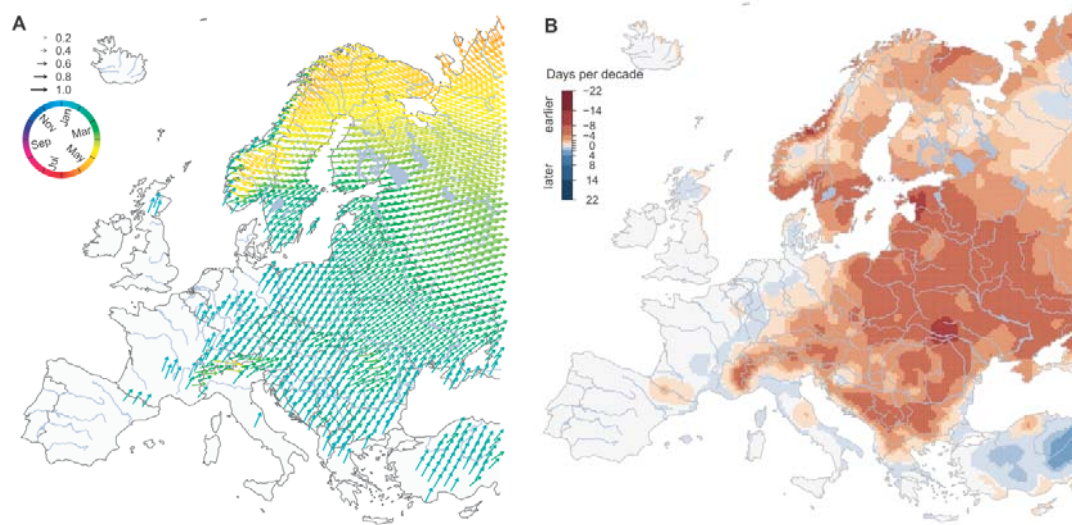 A
0.2
0.4
0.6
0.8
1.0
Jan
Mar
May
Jul
Sep
Nov
B
Days per decade
earlier
later
−22
−14
−8
−4
0
4
8
14
22